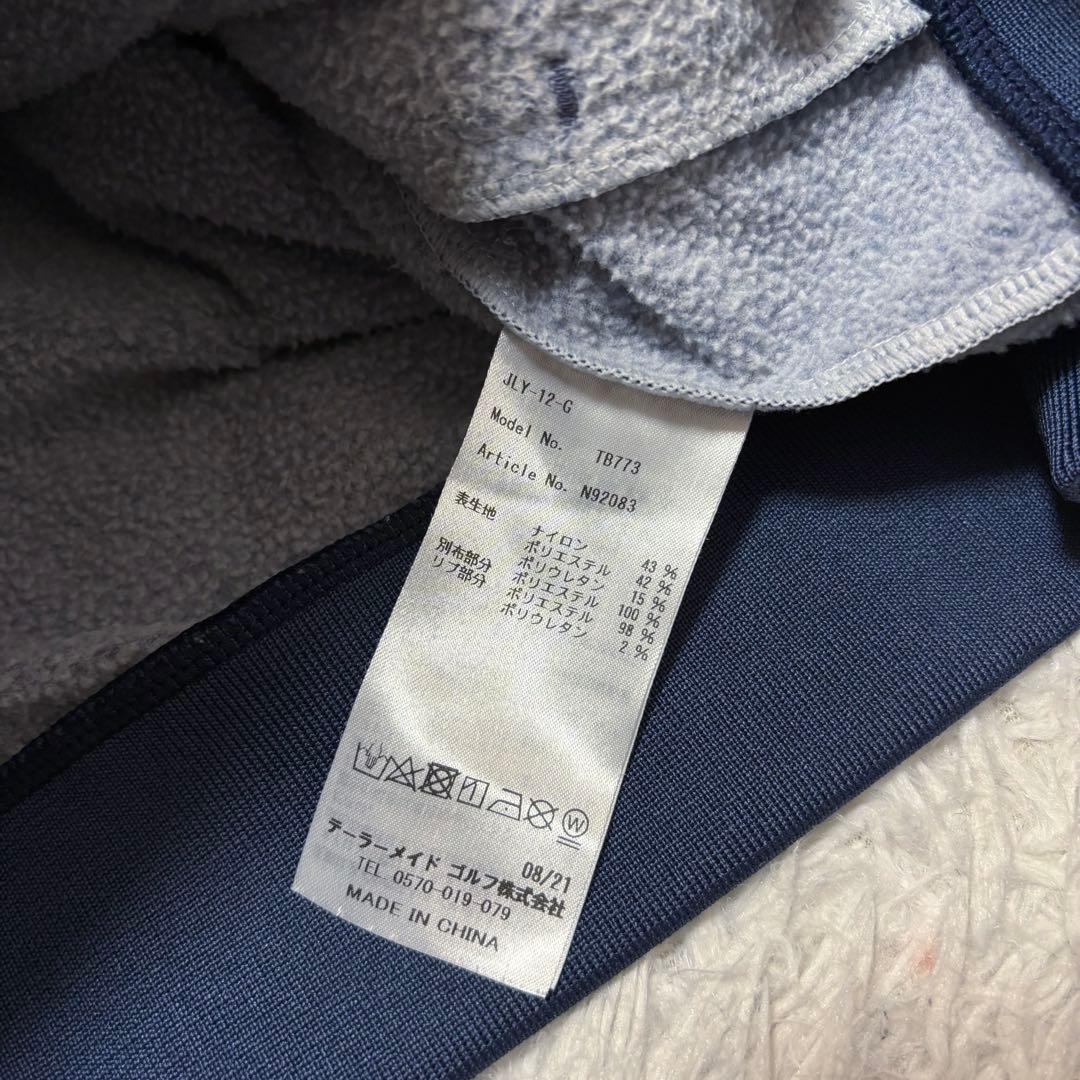 JLY-12-G
Model No. TB773
Article No. N92083
表生地 ナイロン 43 %
ポリエステル 42 %
ポリウレタン 15 %
別布部分 ポリエステル 100 %
リブ部分 ポリエステル 98 %
ポリウレタン 2 %
W
テーラーメイド ゴルフ株式会社 08/21
TEL. 0570-019-079
MADE IN CHINA